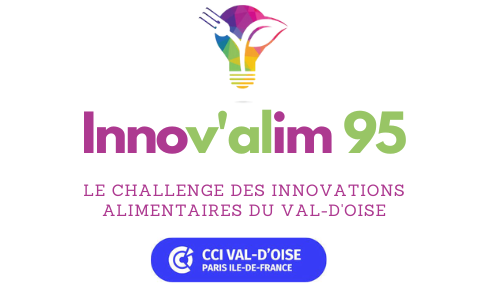 Innov'alim 95
LE CHALLENGE DES INNOVATIONS
ALIMENTAIRES DU VAL-D'OISE
CCI VAL-D'OISE
PARIS ILE-DE-FRANCE